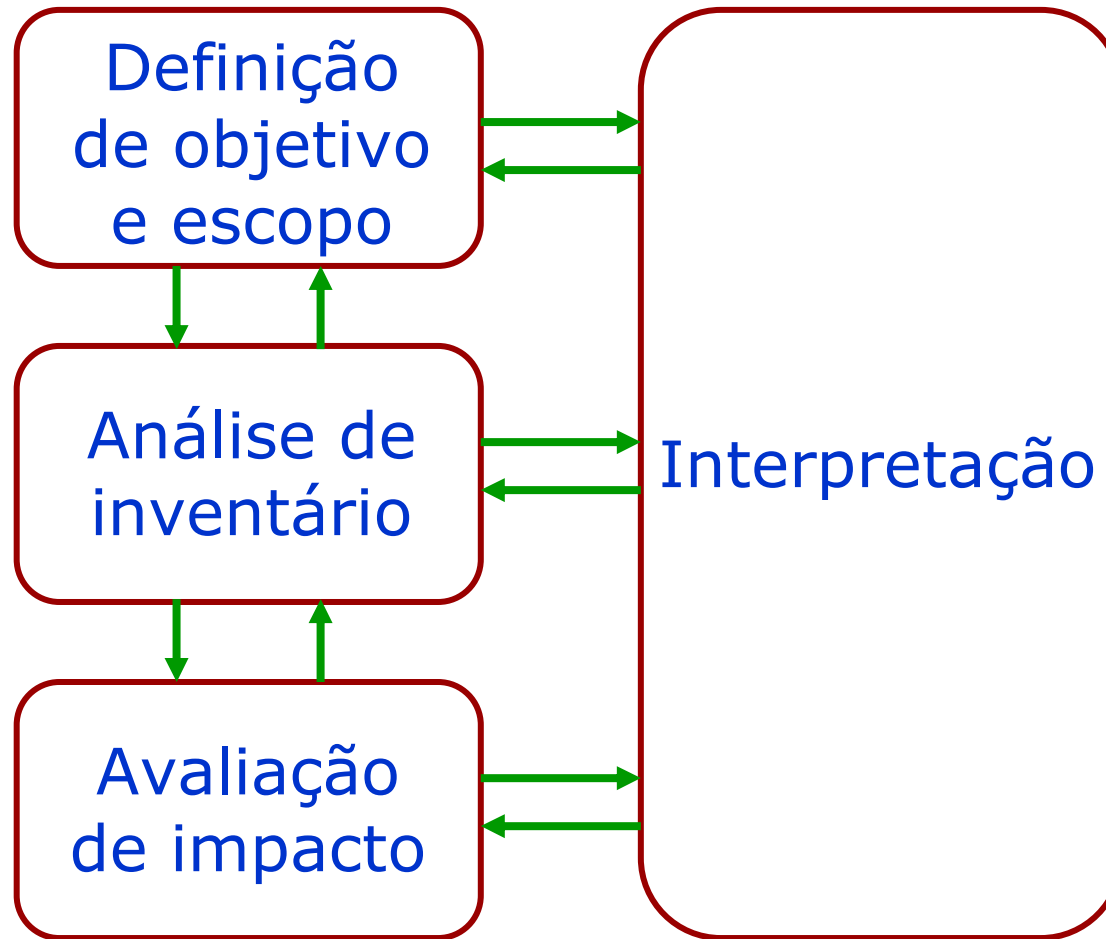 Definição
de objetivo
e escopo
Análise de
inventário
Interpretação
Avaliação
de impacto